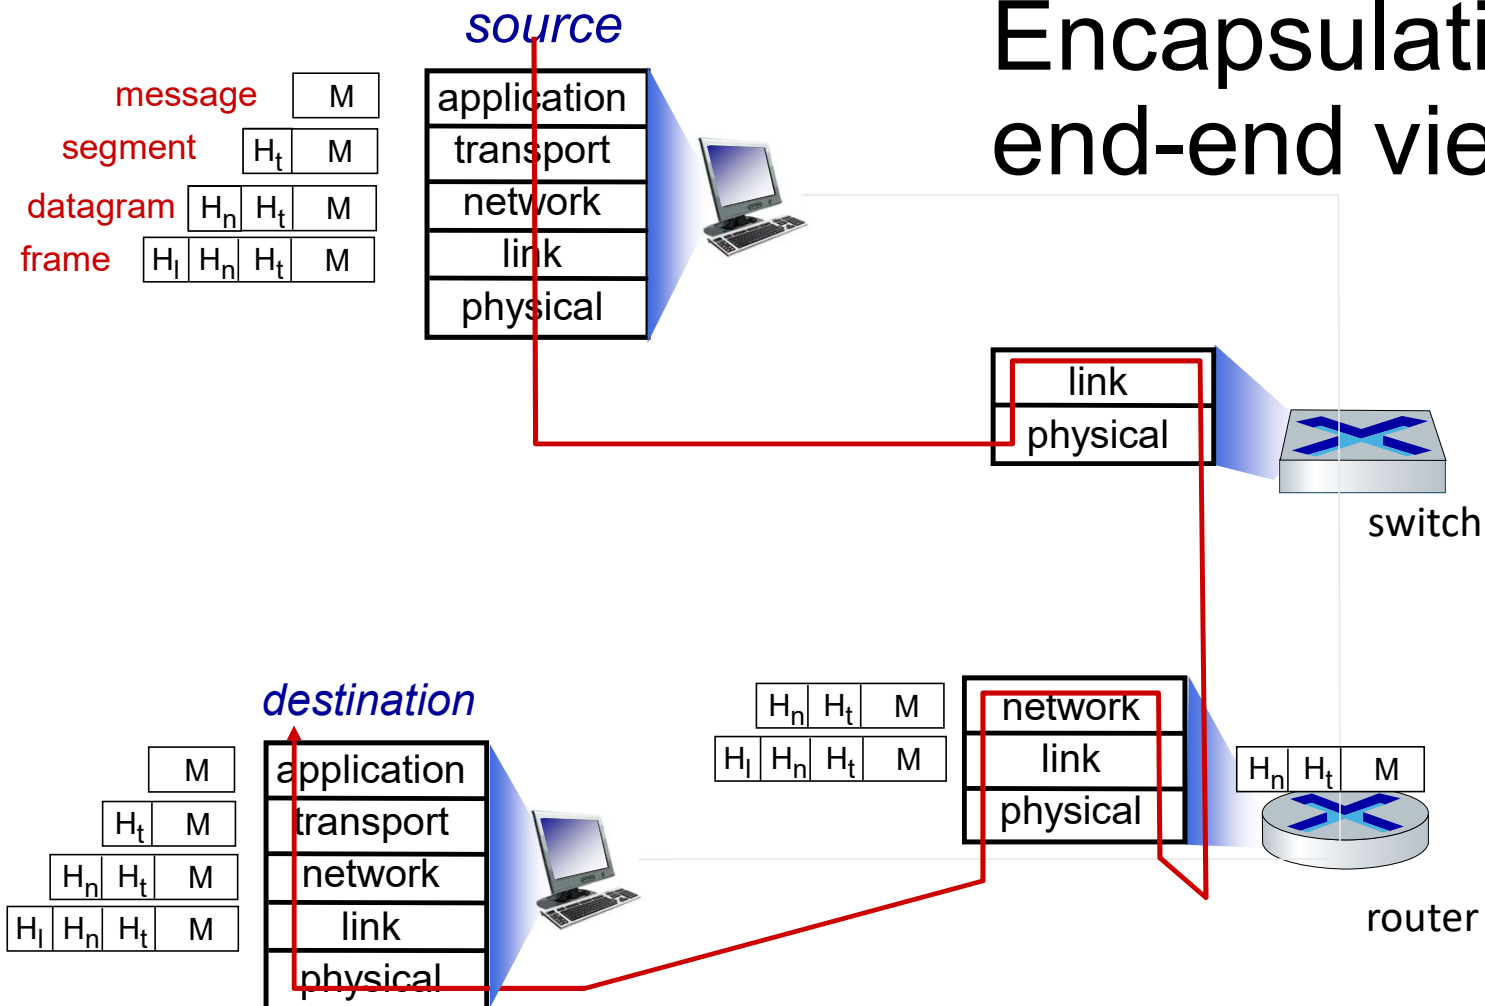 source
Encapsulati
end-end vie
message M
segment Ht M
datagram Hn Ht M
frame Hl Hn Ht M
application
transport
network
link
physical
link
physical
switch
destination
M
Ht M
Hn Ht M
Hl Hn Ht M
application
transport
network
link
physical
Hn Ht M
Hl Hn Ht M
network
link
physical
Hn Ht M
router